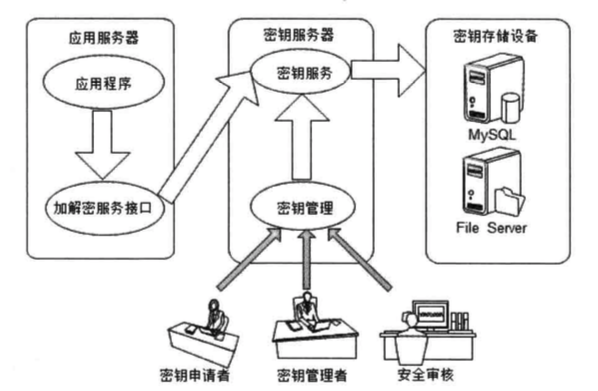 应用服务器
应用程序
加解密服务接口
密钥服务器
密钥服务
密钥管理
密钥存储设备
MySQL
File Server
密钥申请者
密钥管理者
安全审核